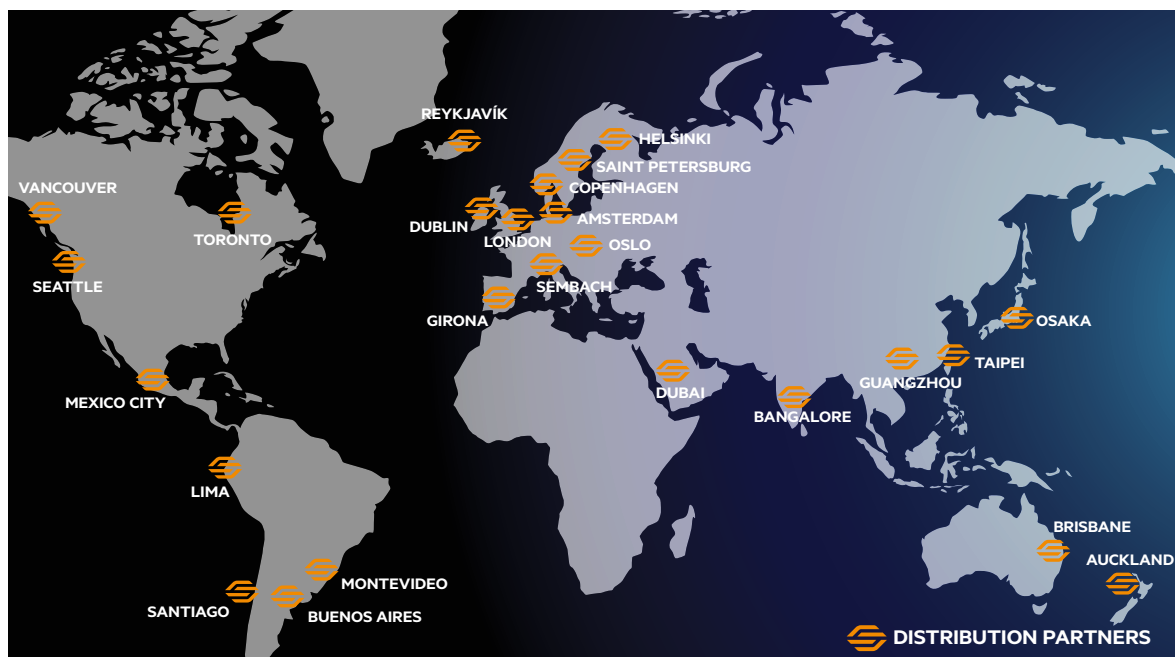 REYKJAVÍK
HELSINKI
SAINT PETERSBURG
VANCOUVER
COPENHAGEN
DUBLIN
AMSTERDAM
TORONTO
LONDON
OSLO
SEATTLE
SEMBACH
GIRONA
OSAKA
TAIPEI
GUANGZHOU
DUBAI
MEXICO CITY
BANGALORE
LIMA
BRISBANE
AUCKLAND
MONTEVIDEO
SANTIAGO
BUENOS AIRES
DISTRIBUTION PARTNERS